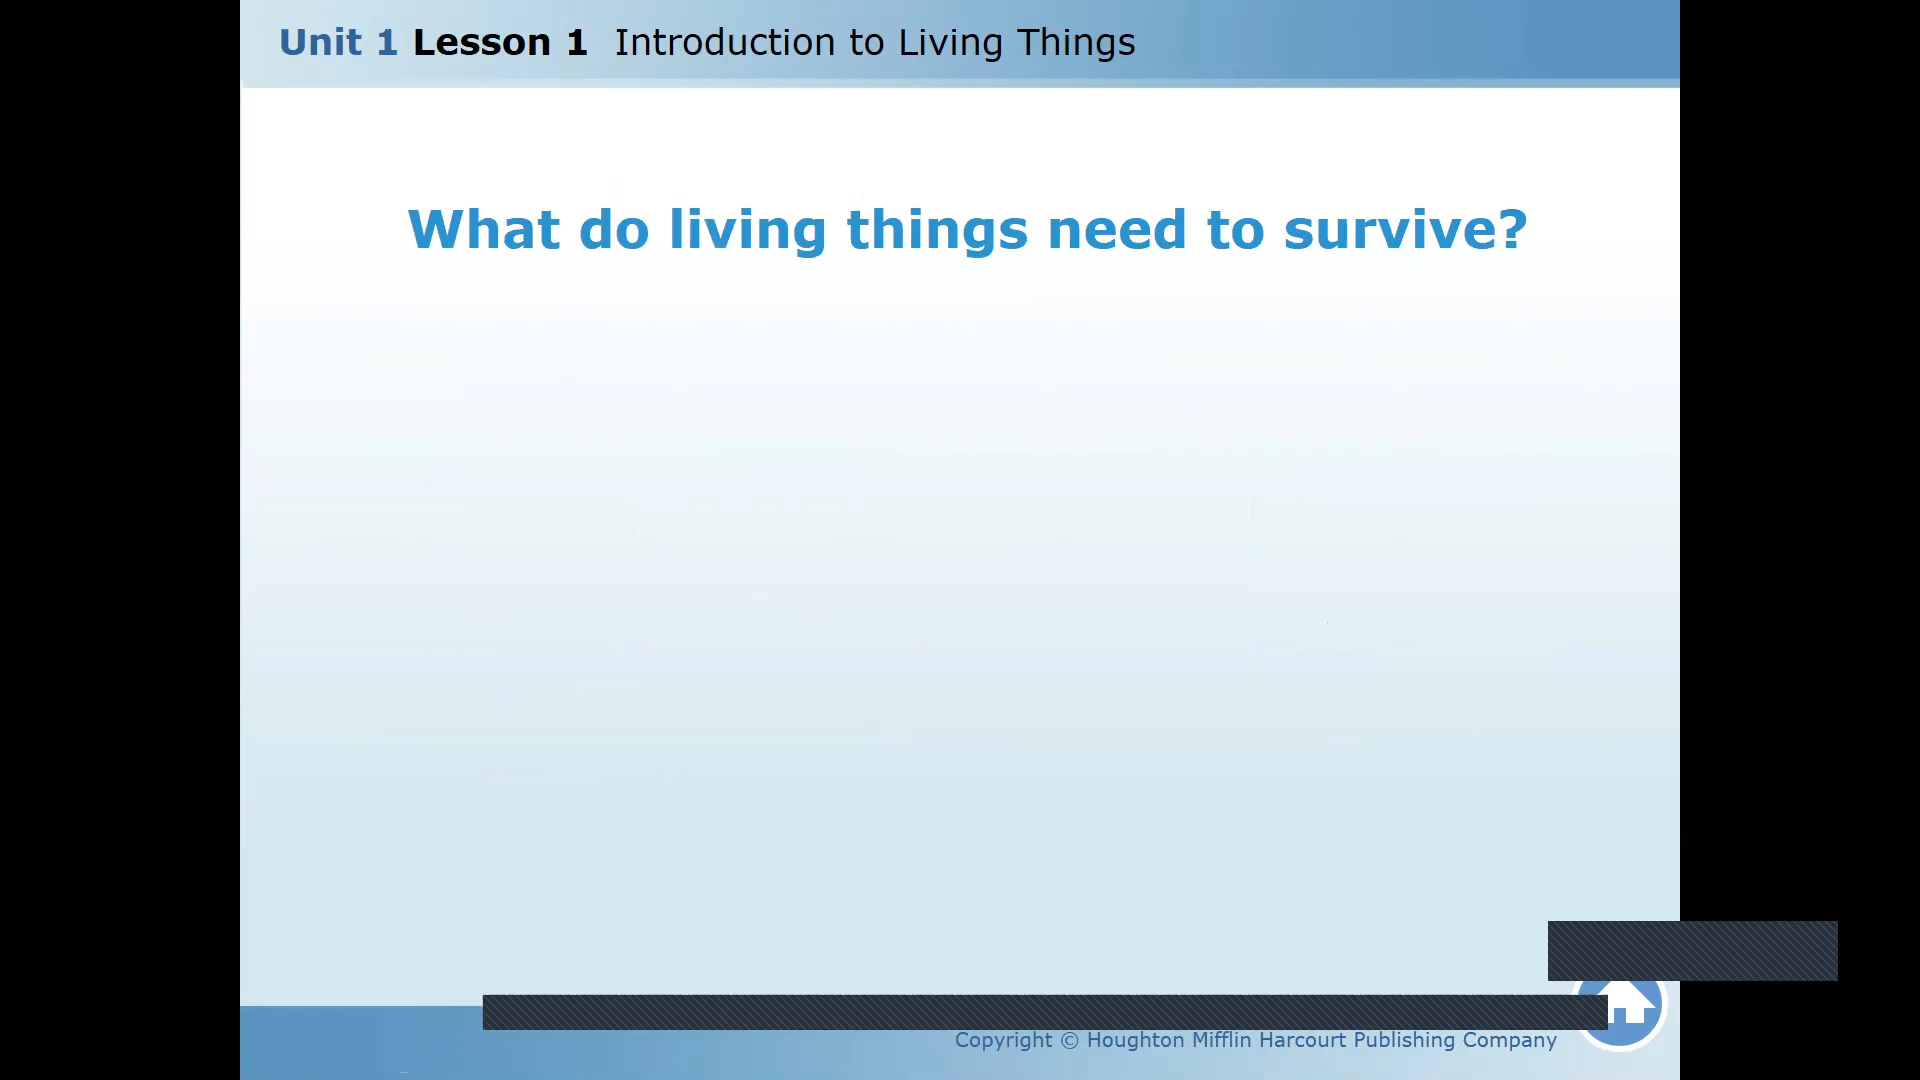 Unit 1 Lesson 1 Introduction to Living Things
What do living things need to survive?
Copyright © Houghton Mifflin Harcourt Publishing Company